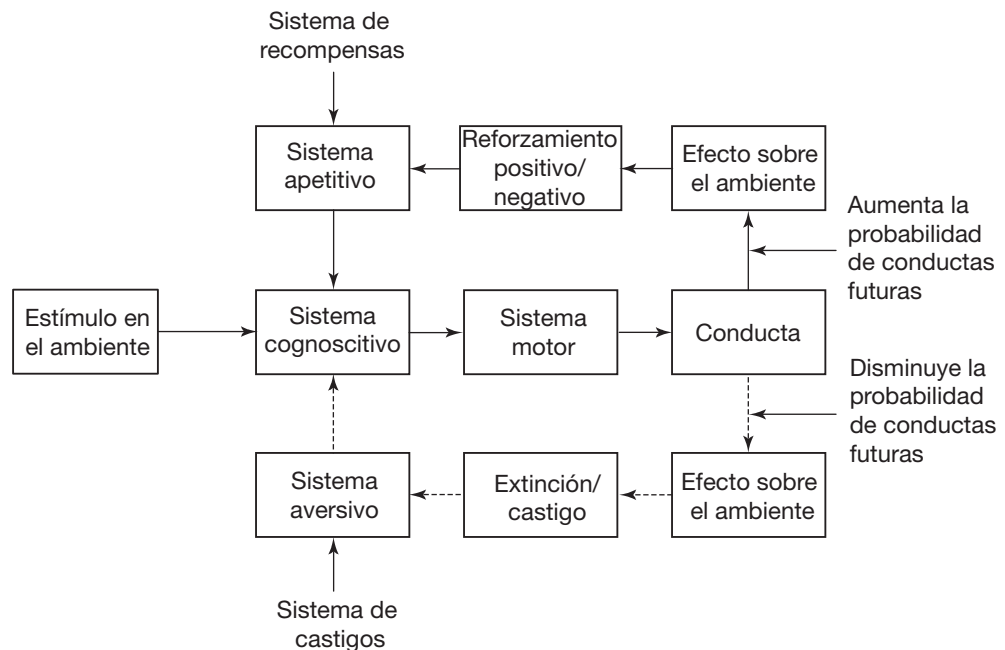 Sistema de
recompensas
Sistema
apetitivo
Reforzamiento
positivo/
negativo
Efecto sobre
el ambiente
Aumenta la
probabilidad
de conductas
futuras
Estímulo en
el ambiente
Sistema
cognoscitivo
Sistema
motor
Conducta
Disminuye la
probabilidad
de conductas
futuras
Sistema
aversivo
Extinción/
castigo
Efecto sobre
el ambiente
Sistema de
castigos